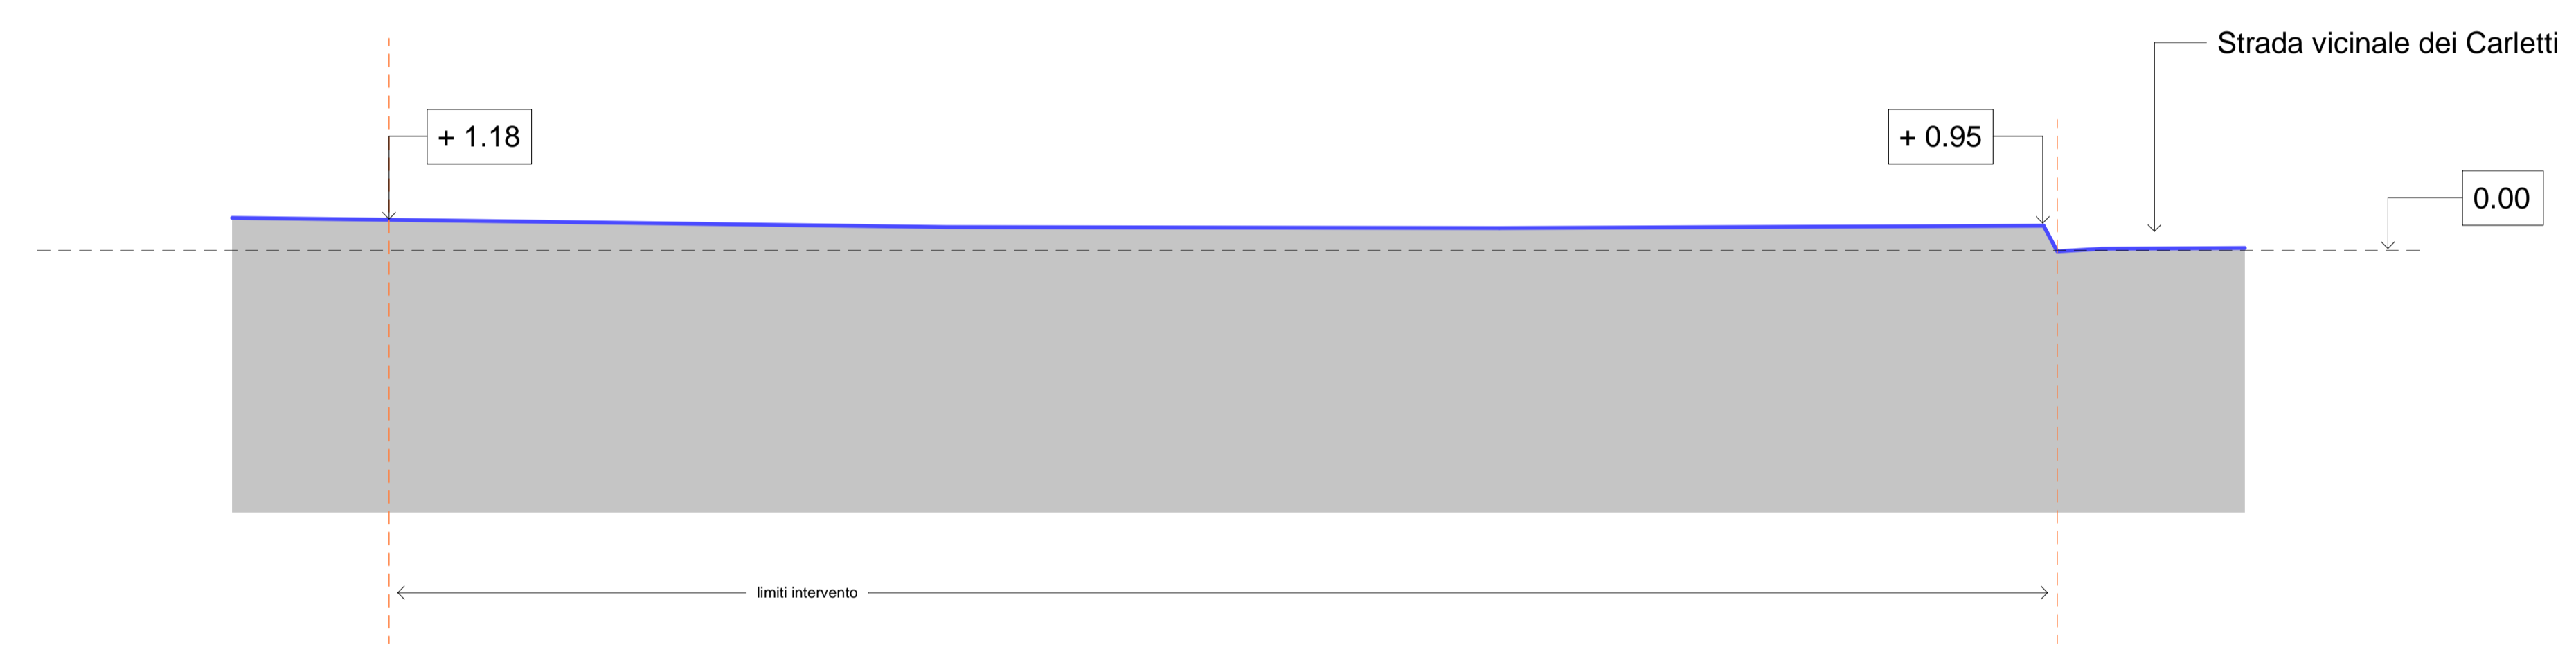 Strada vicinale dei Carletti
+ 1.18
+ 0.95
0.00
limiti intervento